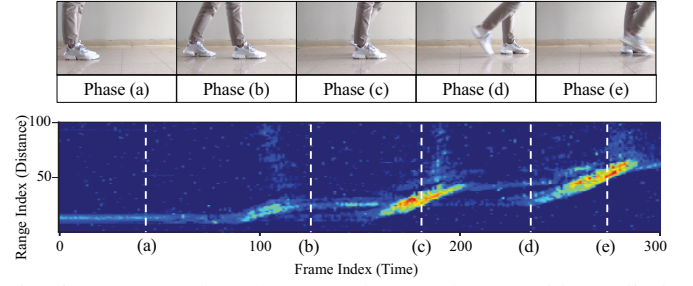 Phase (a) Phase (b) Phase (c) Phase (d) Phase (e)
Range Index (Distance)
100
50
0 (a) 100 (b) (c) 200 (d) (e) 300
Frame Index (Time)